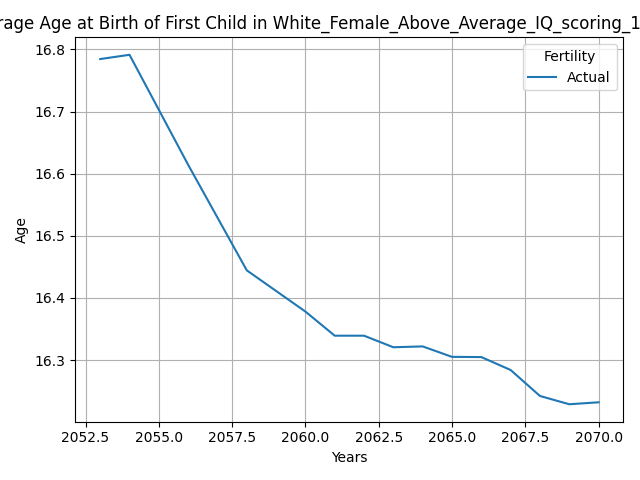 rage Age at Birth of First Child in White_Female_Above_Average_IQ_scoring_1
Fertility
Actual
16.8
16.7
16.6
16.5
16.4
16.3
Age
2052.5 2055.0 2057.5 2060.0 2062.5 2065.0 2067.5 2070.0
Years